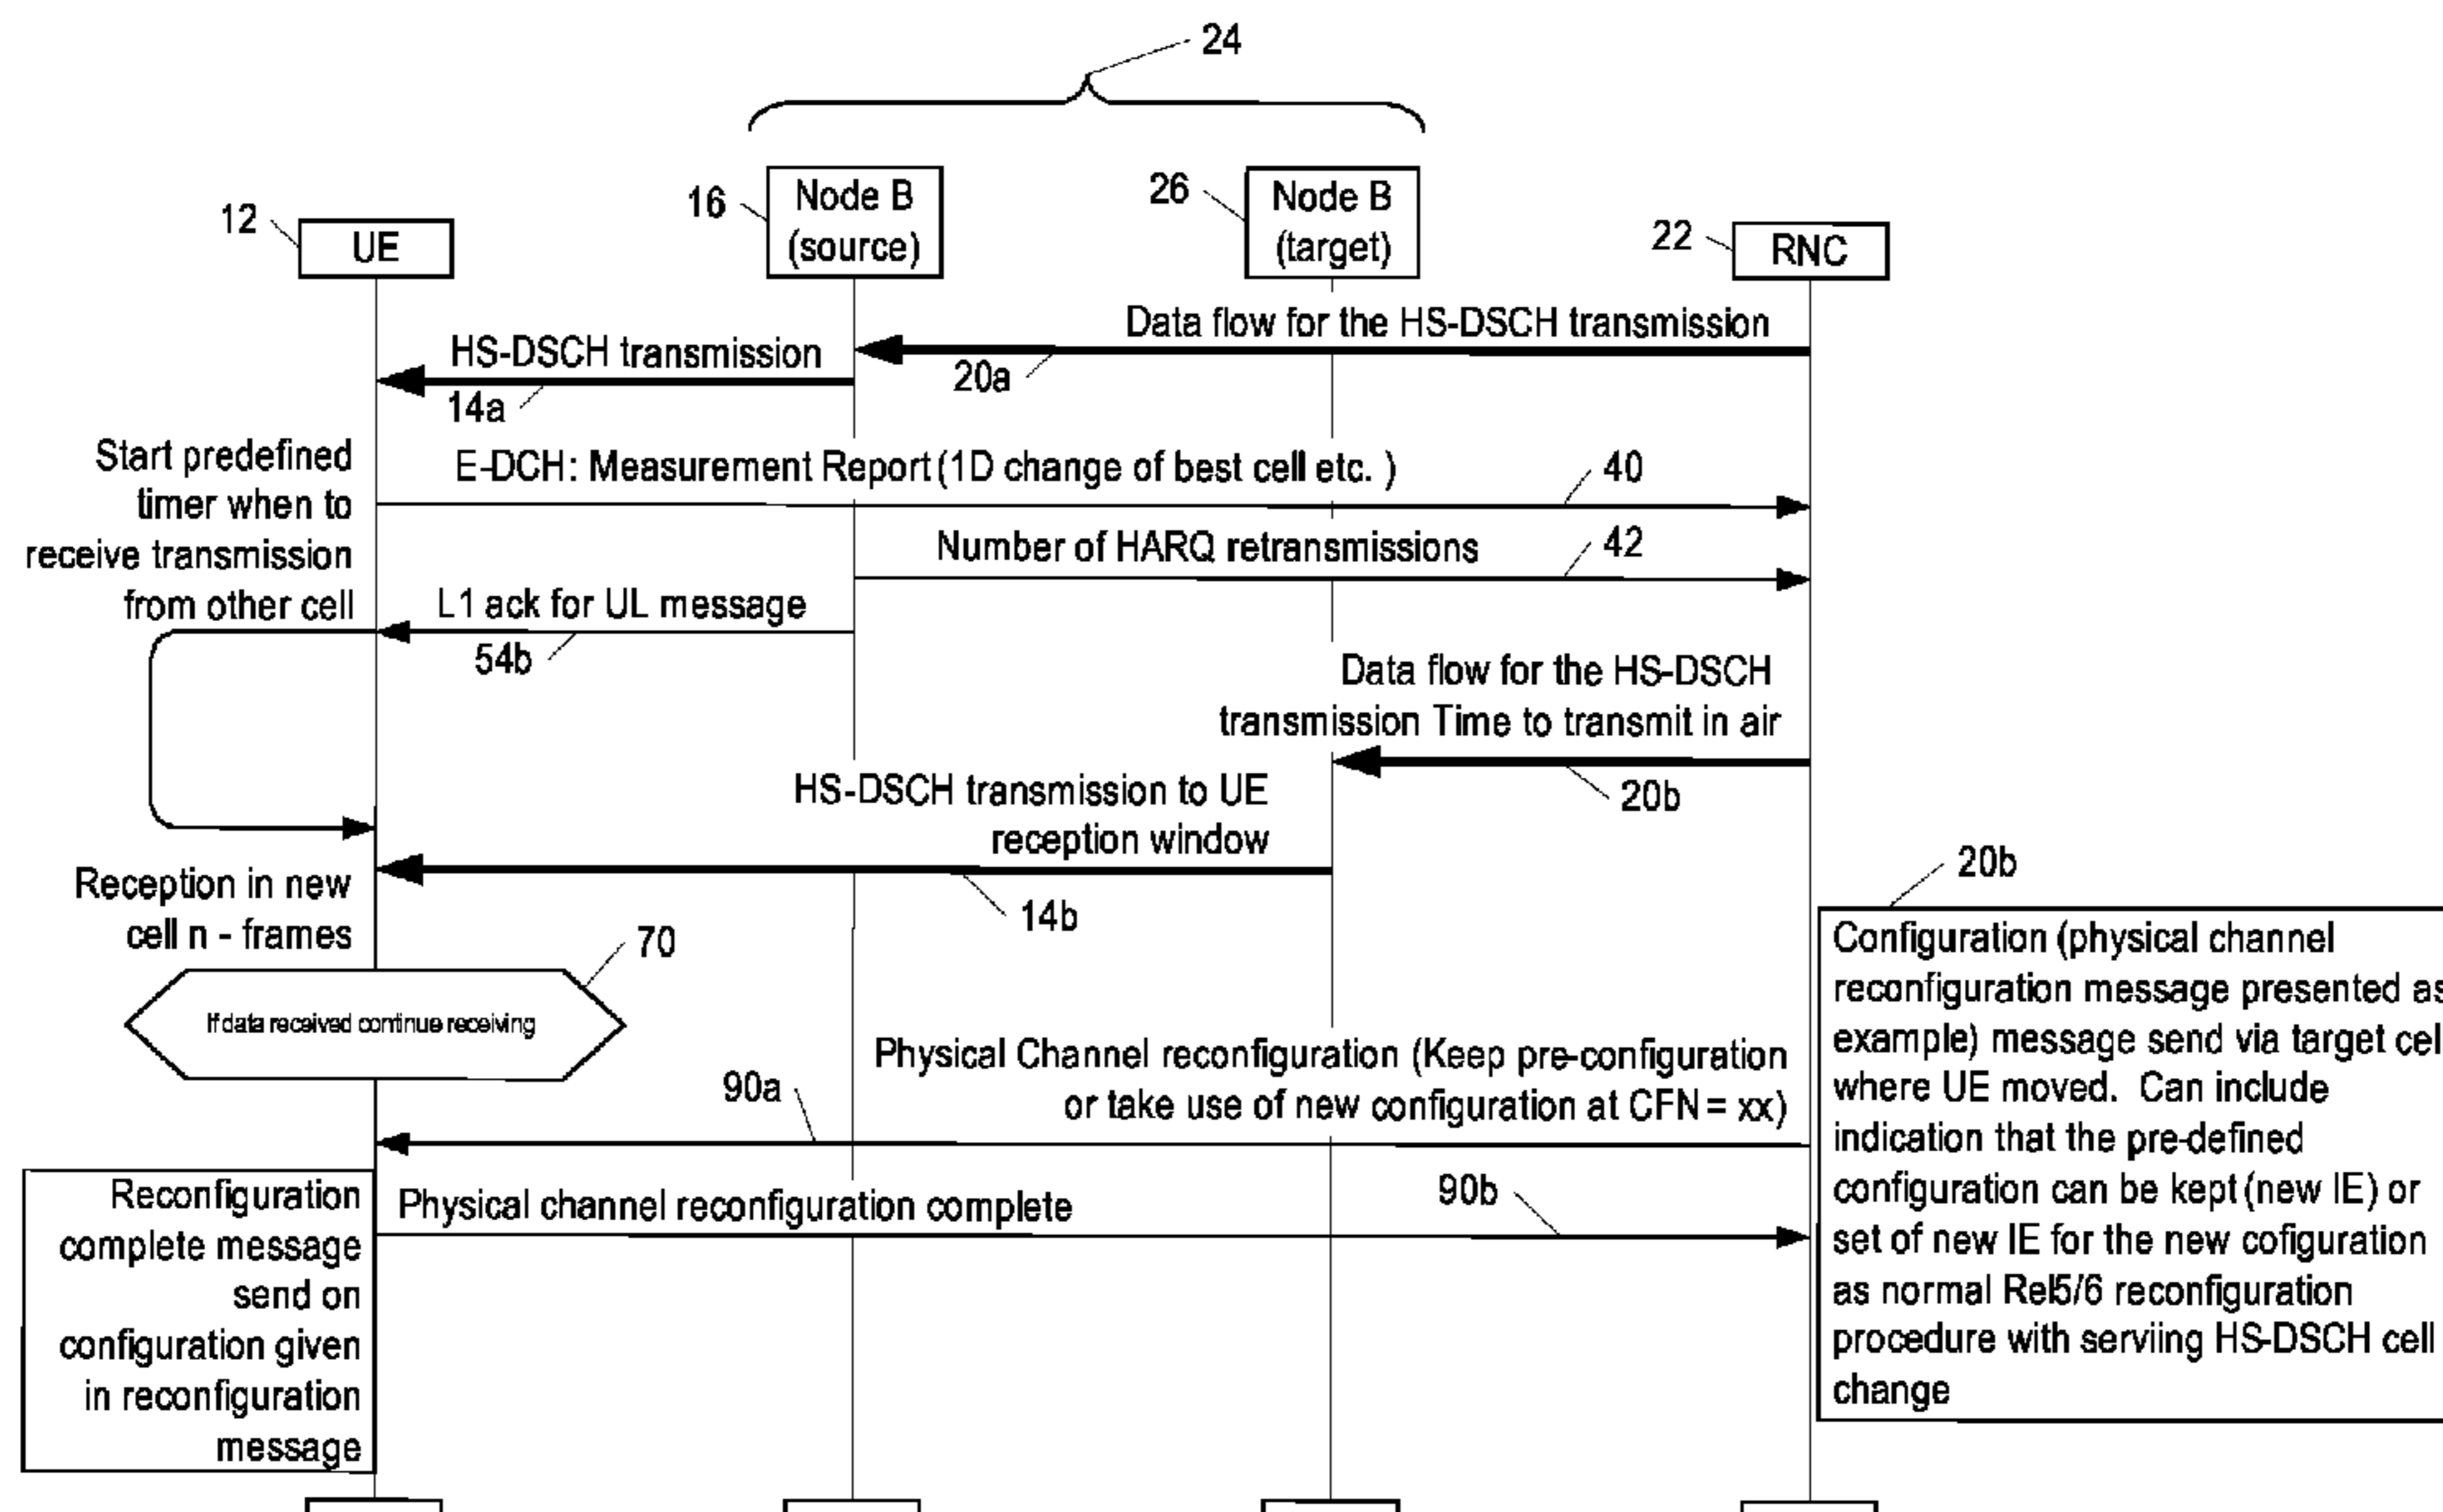 24
16
Node B
(source)
26
Node B
(target)
12
UE
22
RNC
Data flow for the HS-DSCH transmission
20a
HS-DSCH transmission
14a
Start predefined
timer when to
receive transmission
from other cell
E-DCH: Measurement Report (1D change of best cell etc. )
40
Number of HARQ retransmissions
42
L1 ack for UL message
54b
Data flow for the HS-DSCH
transmission Time to transmit in air
20b
HS-DSCH transmission to UE
reception window
14b
Reception in new
cell n - frames
70
If data received continue receiving
20b
Configuration (physical channel
reconfiguration message presented as
example) message send via target cel
where UE moved. Can include
indication that the pre-defined
configuration can be kept (new IE) or
set of new IE for the new cofiguration
as normal Rel5/6 reconfiguration
procedure with serviing HS-DSCH cell
change
Physical Channel reconfiguration (Keep pre-configuration
or take use of new configuration at CFN = xx)
90a
Reconfiguration
complete message
send on
configuration given
in reconfiguration
message
Physical channel reconfiguration complete
90b